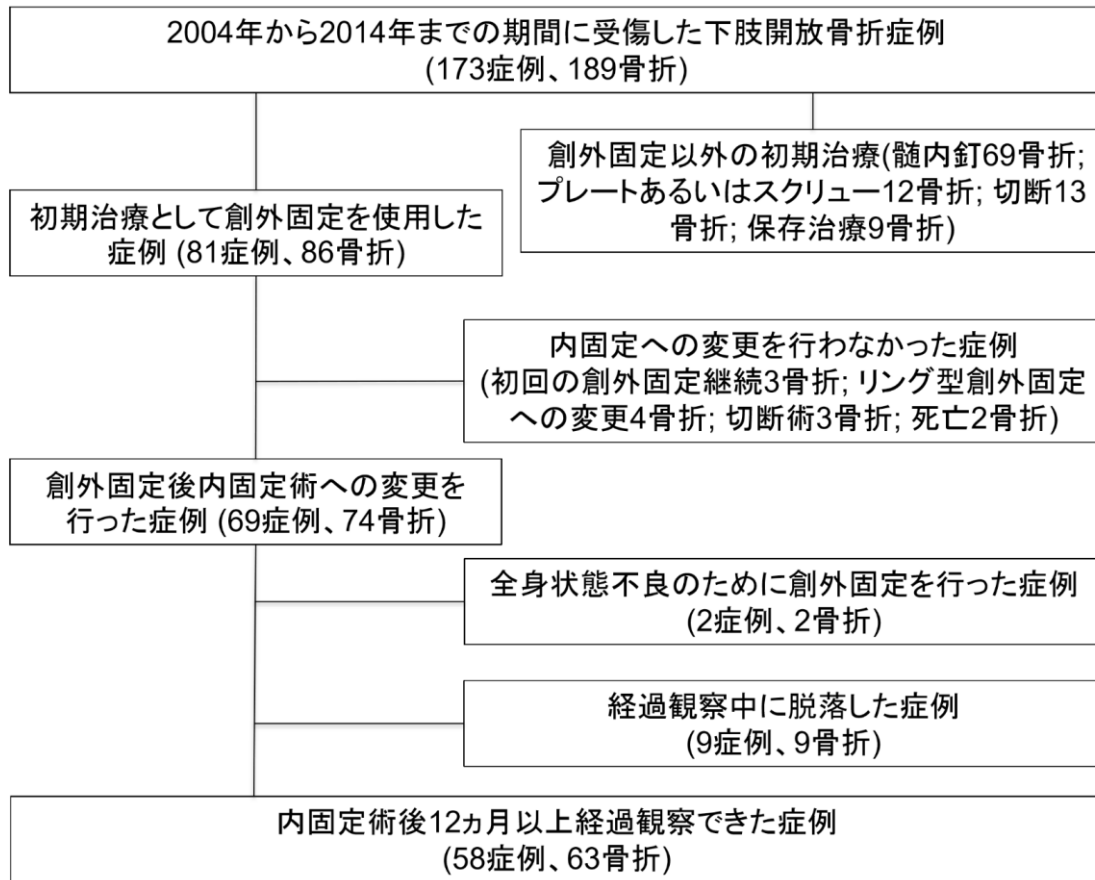 2004年から2014年までの期間に受傷した下肢開放骨折症例
(173症例、189骨折)
創外固定以外の初期治療(髄内釘69骨折;
プレートあるいはスクリュー12骨折; 切断13
骨折; 保存治療9骨折)
初期治療として創外固定を使用した
症例 (81症例、86骨折)
内固定への変更を行わなかった症例
(初回の創外固定継続3骨折; リング型創外固定
への変更4骨折; 切断術3骨折; 死亡2骨折)
創外固定後内固定術への変更を
行った症例 (69症例、74骨折)
全身状態不良のために創外固定を行った症例
(2症例、2骨折)
経過観察中に脱落した症例
(9症例、9骨折)
内固定術後12ヵ月以上経過観察できた症例
(58症例、63骨折)